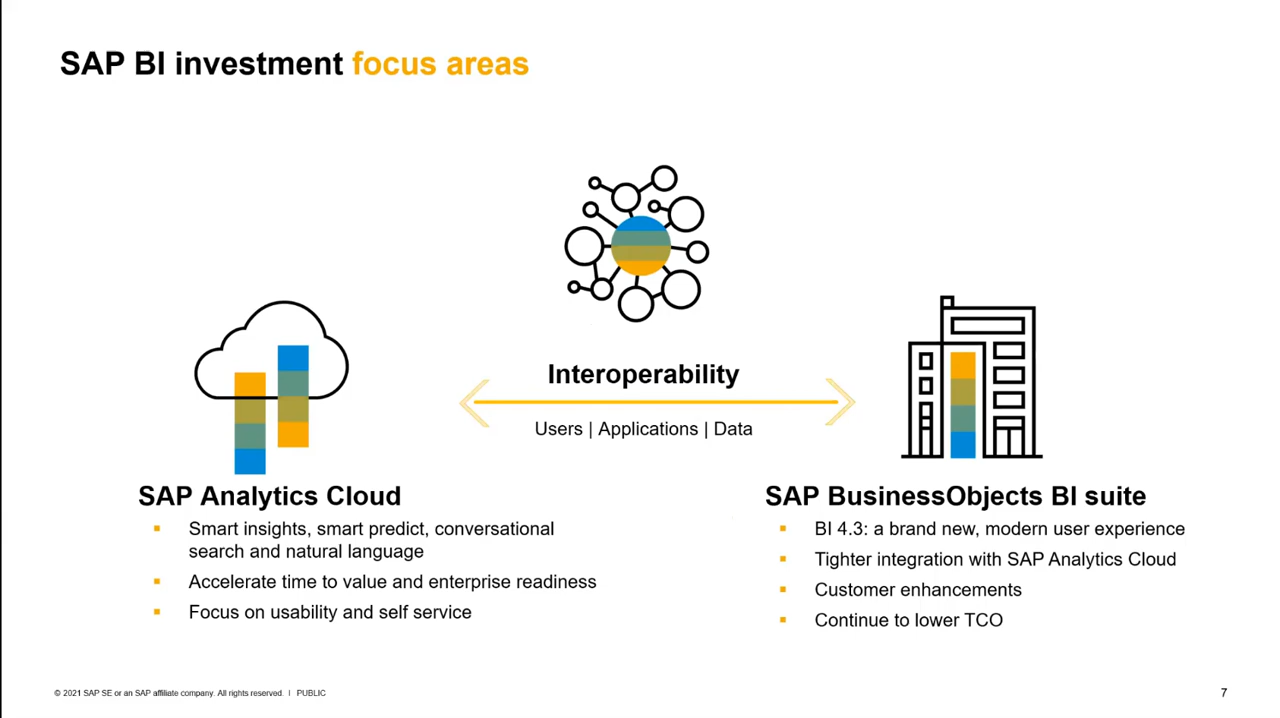 SAP BI investment focus areas
Interoperability
Users | Applications | Data
SAP Analytics Cloud
▪ Smart insights, smart predict, conversational
search and natural language
▪ Accelerate time to value and enterprise readiness
▪ Focus on usability and self service
SAP BusinessObjects BI suite
▪ BI 4.3: a brand new, modern user experience
▪ Tighter integration with SAP Analytics Cloud
▪ Customer enhancements
▪ Continue to lower TCO
© 2021 SAP SE or an SAP affiliate company. All rights reserved. I PUBLIC
7